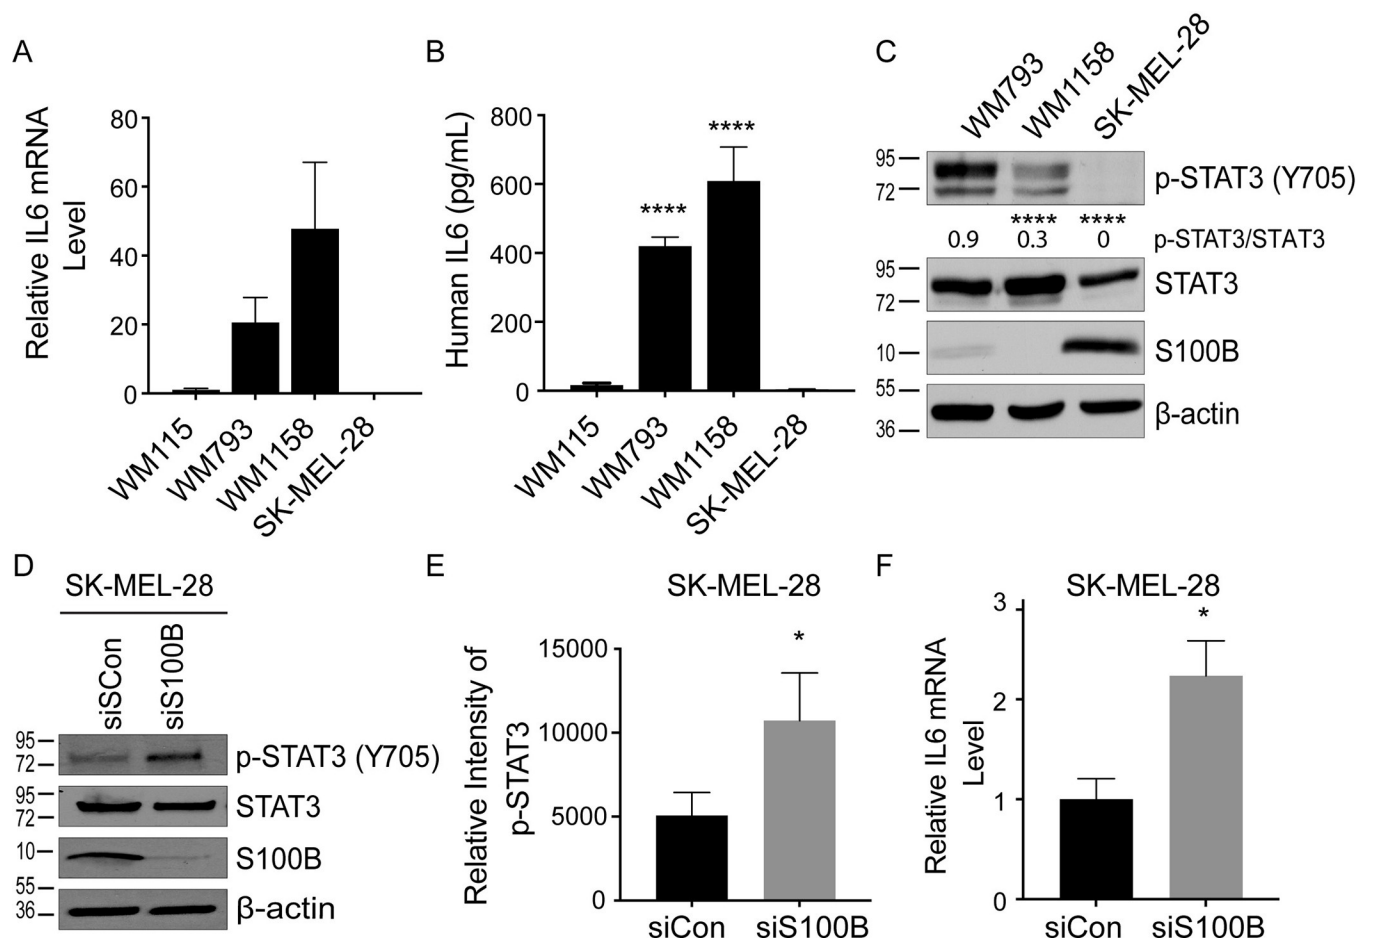 A
Relative IL6 mRNA
Level
80
60
40
20
0
WM115
WM793
WM1158
SK-MEL-28
B
Human IL6 (pg/mL)
800
600
400
200
0
****
****
WM115
WM793
WM1158
SK-MEL-28
C
WM793
WM1158
SK-MEL-28
95
72
p-STAT3 (Y705)
**** ****
0.9 0.3 0 p-STAT3/STAT3
95
72
STAT3
10
S100B
55
36
β-actin
D
SK-MEL-28
siSCon
siS100B
95
72
p-STAT3 (Y705)
95
72
STAT3
10
S100B
55
36
β-actin
E
SK-MEL-28
Relative Intensity of
p-STAT3
15000
10000
5000
0
*
siCon siS100B
F
SK-MEL-28
Relative IL6 mRNA
Level
3
2
1
0
*
siCon siS100B